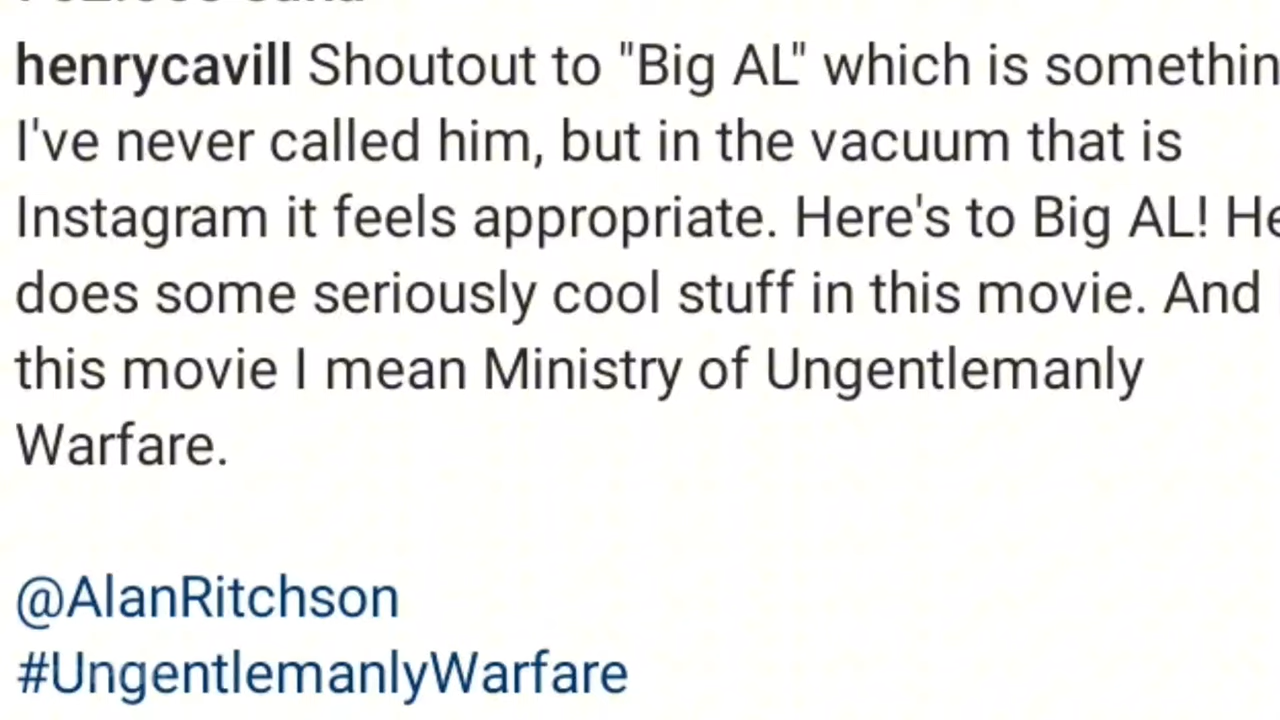 henrycavill Shoutout to "Big AL" which is somethin
I've never called him, but in the vacuum that is
Instagram it feels appropriate. Here's to Big AL! He
does some seriously cool stuff in this movie. And
this movie I mean Ministry of Ungentlemanly
Warfare.
@AlanRitchson
#UngentlemanlyWarfare